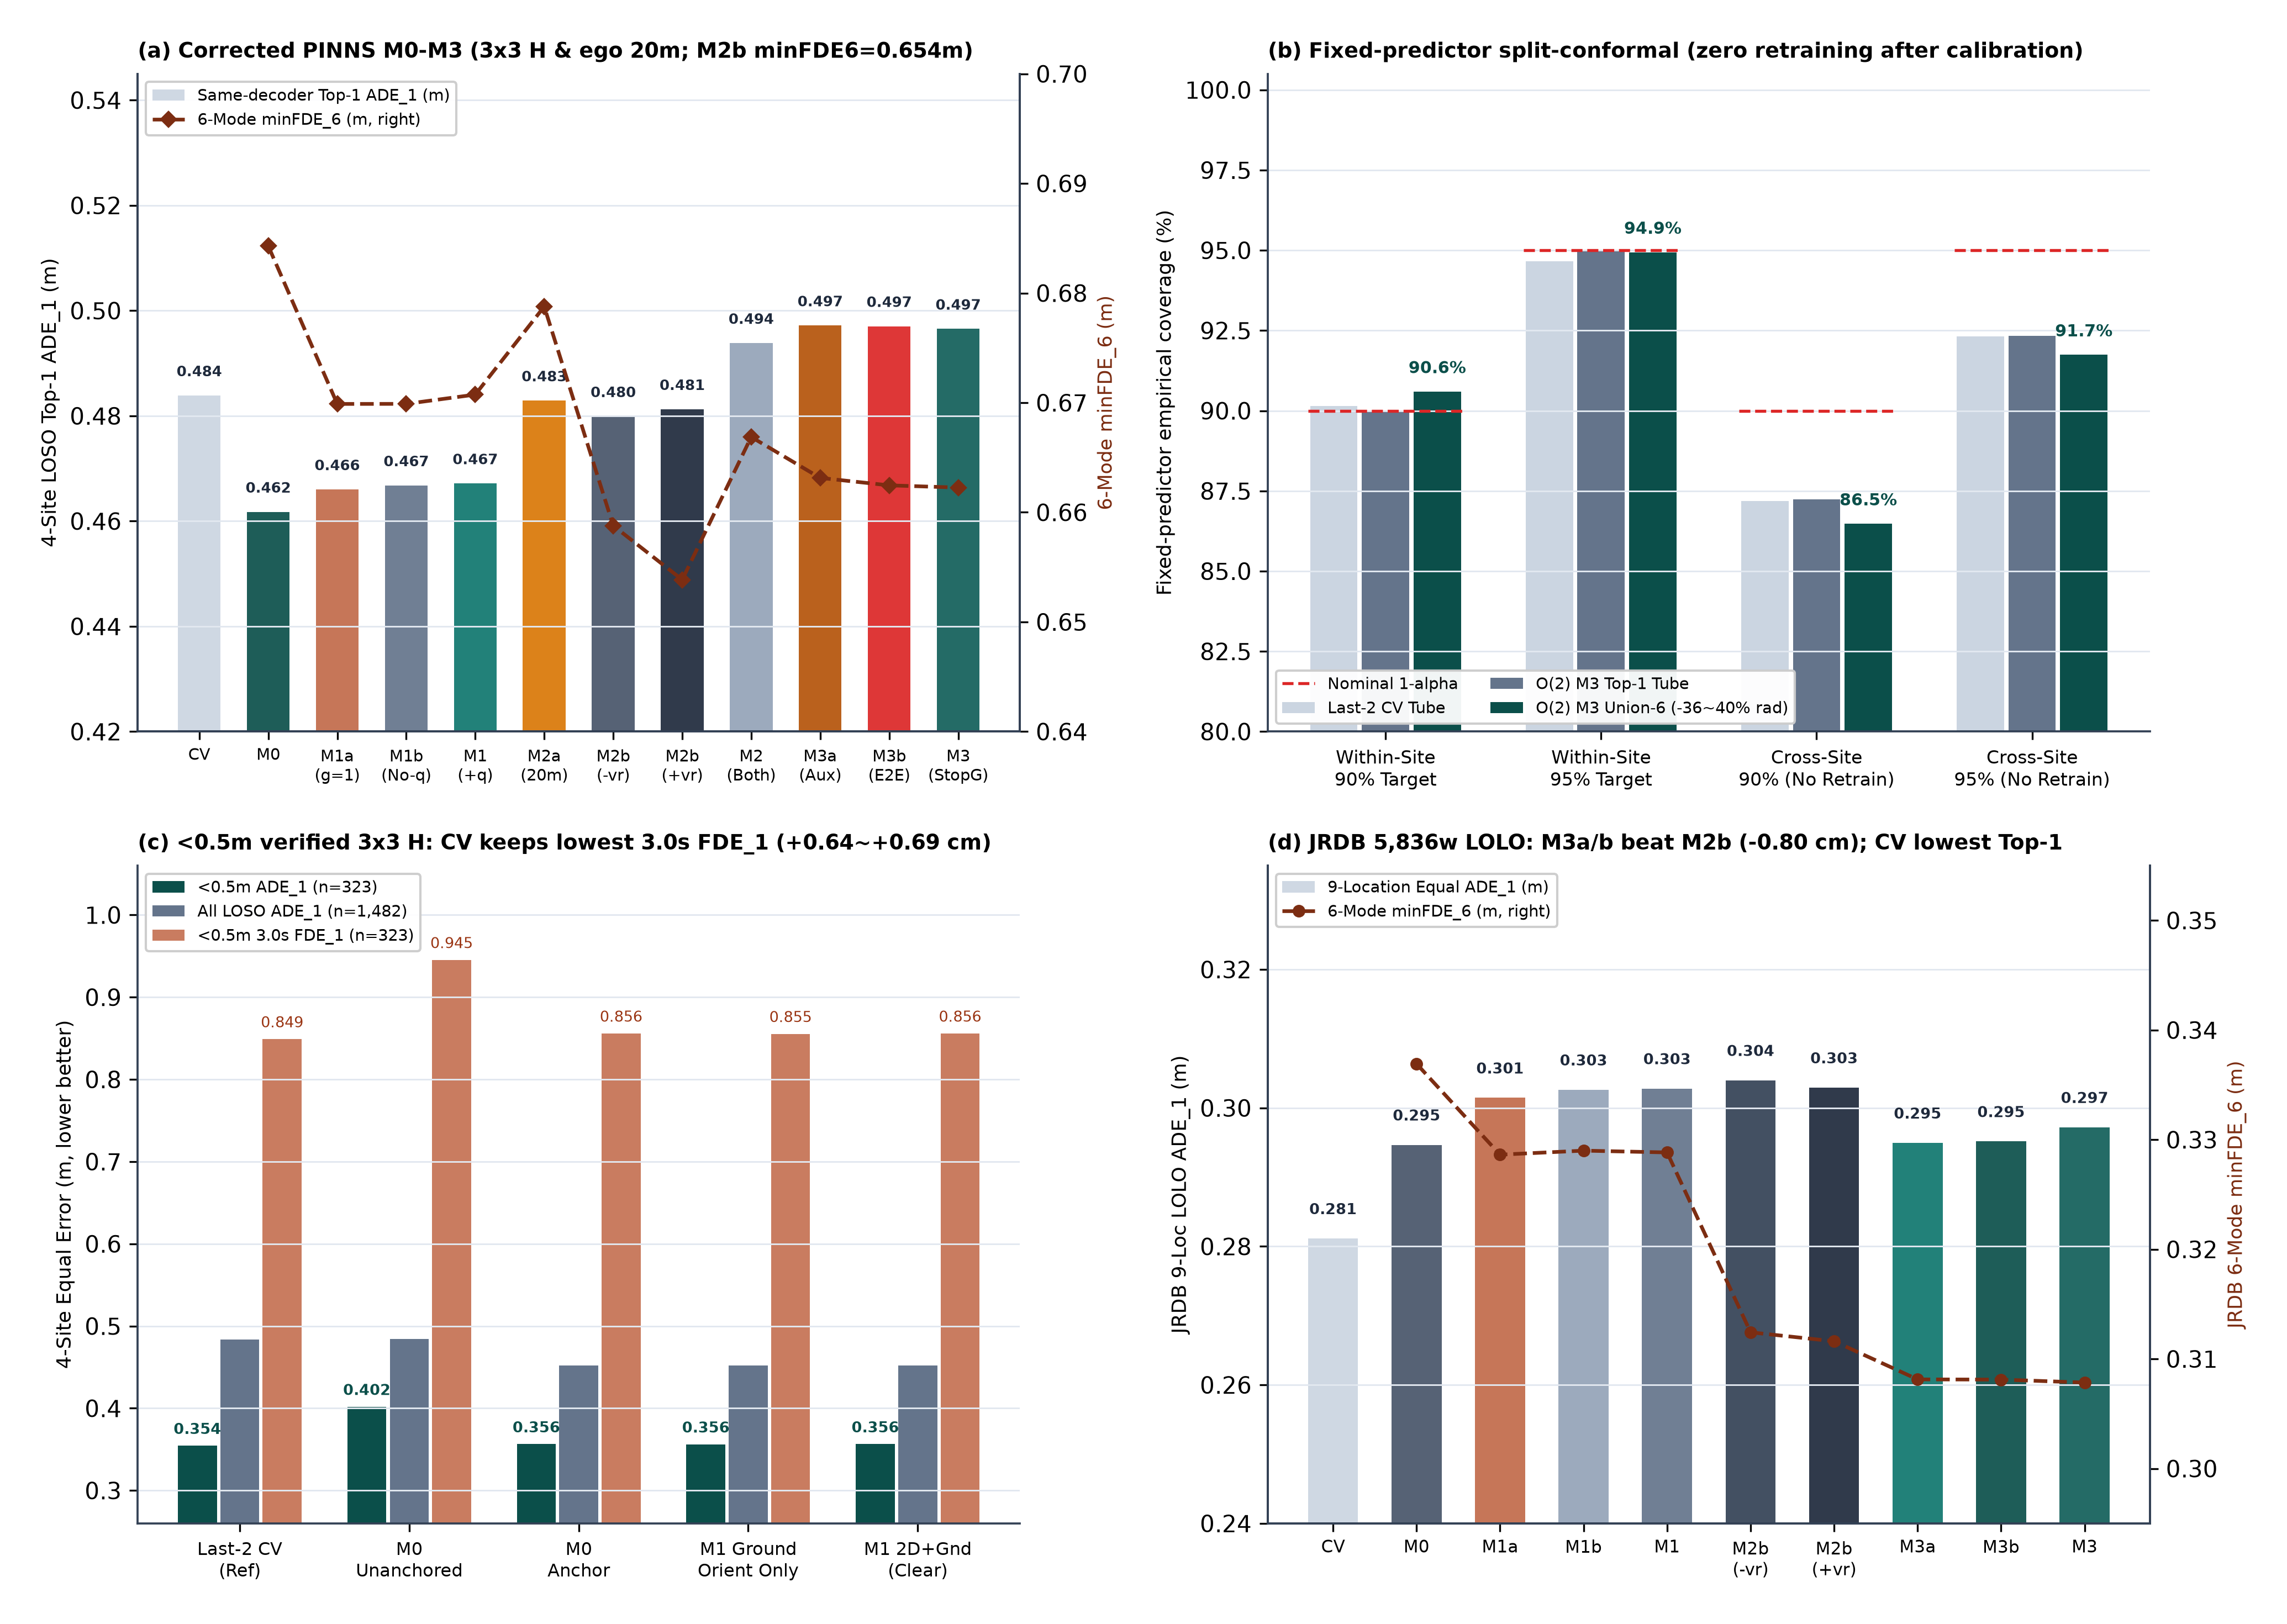 (a) Corrected PINNS M0-M3 (3x3 H & ego 20m; M2b minFDE6=0.654m)
Same-decoder Top-1 ADE_1 (m)
6-Mode minFDE_6 (m, right)
4-Site LOSO Top-1 ADE_1 (m)
0.54
0.52
0.50
0.48
0.46
0.44
0.42
0.484
0.462
0.466
0.467
0.467
0.483
0.480
0.481
0.494
0.497
0.497
0.497
0.70
0.69
0.68
0.67
0.66
0.65
0.64
6-Mode minFDE_6 (m)
CV
M0
M1a
(g=1)
M1b
(No-q)
M1
(+q)
M2a
(20m)
M2b
(-vr)
M2b
(+vr)
M2
(Both)
M3a
(Aux)
M3b
(E2E)
M3
(StopG)
(b) Fixed-predictor split-conformal (zero retraining after calibration)
Fixed-predictor empirical coverage (%)
100.0
97.5
95.0
92.5
90.0
87.5
85.0
82.5
80.0
90.6%
94.9%
86.5%
91.7%
Nominal 1-alpha
Last-2 CV Tube
O(2) M3 Top-1 Tube
O(2) M3 Union-6 (-36~40% rad)
Within-Site
90% Target
Within-Site
95% Target
Cross-Site
90% (No Retrain)
Cross-Site
95% (No Retrain)
(c) <0.5m verified 3x3 H: CV keeps lowest 3.0s FDE_1 (+0.64~+0.69 cm)
<0.5m ADE_1 (n=323)
All LOSO ADE_1 (n=1,482)
<0.5m 3.0s FDE_1 (n=323)
4-Site Equal Error (m, lower better)
1.0
0.9
0.8
0.7
0.6
0.5
0.4
0.3
0.354
0.849
0.402
0.945
0.356
0.856
0.356
0.855
0.356
0.856
Last-2 CV
(Ref)
M0
Unanchored
M0
Anchor
M1 Ground
Orient Only
M1 2D+Gnd
(Clear)
(d) JRDB 5,836w LOLO: M3a/b beat M2b (-0.80 cm); CV lowest Top-1
9-Location Equal ADE_1 (m)
6-Mode minFDE_6 (m, right)
JRDB 9-Loc LOLO ADE_1 (m)
0.32
0.30
0.28
0.26
0.24
0.281
0.295
0.301
0.303
0.303
0.304
0.303
0.295
0.295
0.297
0.35
0.34
0.33
0.32
0.31
0.30
JRDB 6-Mode minFDE_6 (m)
CV
M0
M1a
M1b
M1
M2b
(-vr)
M2b
(+vr)
M3a
M3b
M3